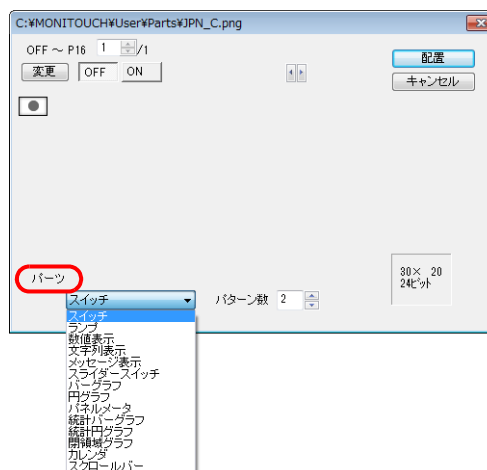 C:¥MONITOUCH¥User¥Parts¥JPN_C.png
OFF ～ P16 1 /1
変更 OFF ON
配置
キャンセル
パーツ
30× 20
24ビット
スイッチ パターン数 2
スイッチ
ランプ
数値表示
文字列表示
メッセージ表示
スライダースイッチ
バーグラフ
円グラフ
パネルメータ
統計バーグラフ
統計円グラフ
閉領域グラフ
カレンダ
スクロールバー